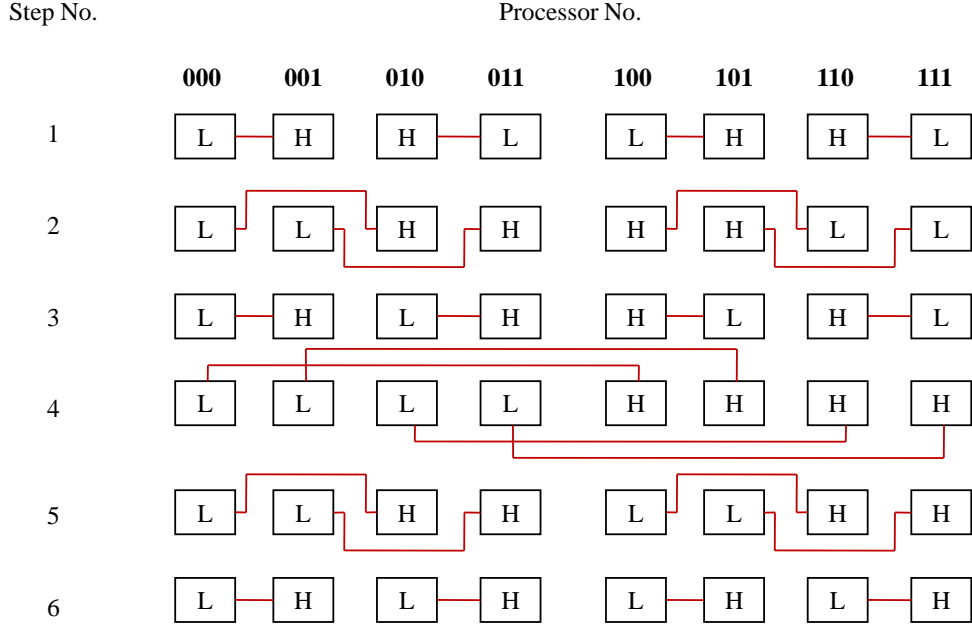 Step No. Processor No.
000 001 010 011 100 101 110 111
1 L H H L L H H L
2 L L H H H H L L
3 L H L H H L H L
4 L L L L H H H H
5 L L H H L L H H
6 L H L H L H L H